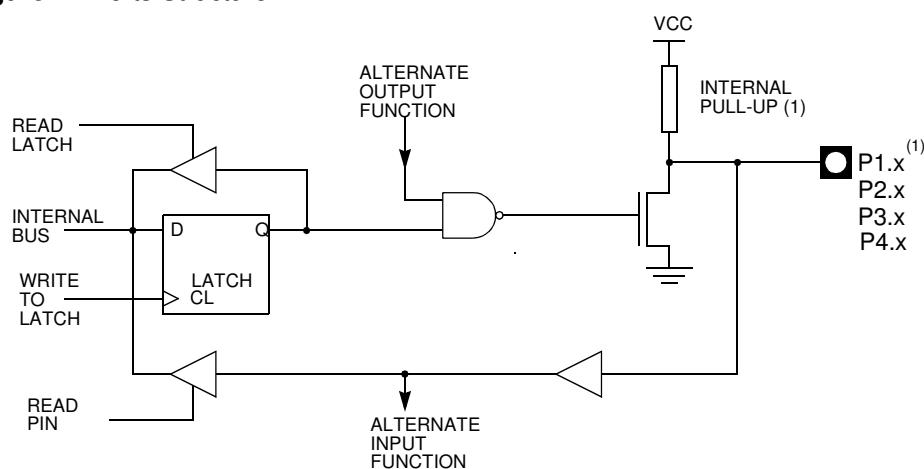 VCC
ALTERNATE
OUTPUT
FUNCTION
INTERNAL
PULL-UP (1)
READ
LATCH
P1.x (1)
P2.x
P3.x
P4.x
INTERNAL
BUS
D Q
LATCH
CL
WRITE
TO
LATCH
READ
PIN
ALTERNATE
INPUT
FUNCTION